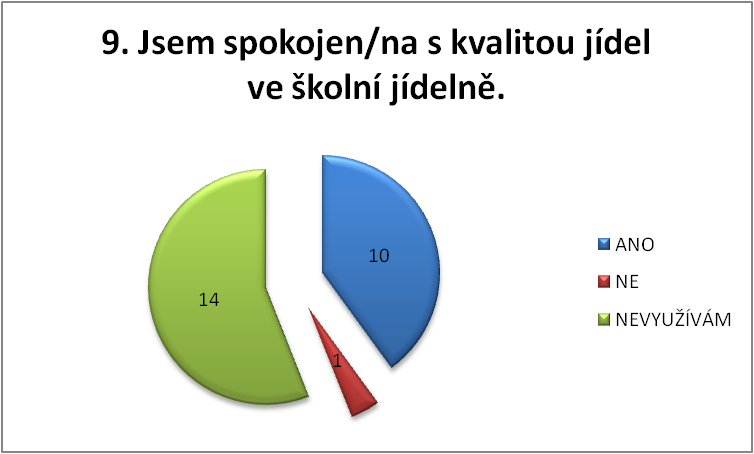 9. Jsem spokojen/na s kvalitou jídel
ve školní jídelně.
10
14
1
ANO
NE
NEVYUŽÍVÁM